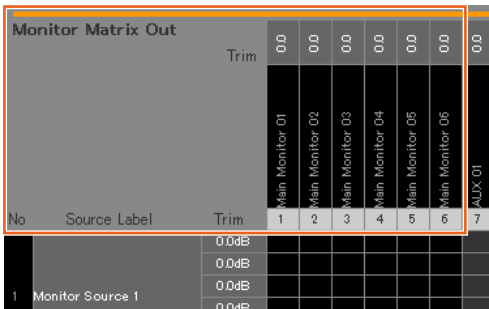 Monitor Matrix Out
Trim
0.0 0.0 0.0 0.0 0.0 0.0 0.0
Main Monitor 01
Main Monitor 02
Main Monitor 03
Main Monitor 04
Main Monitor 05
Main Monitor 06
AUX 01
No Source Label Trim 1 2 3 4 5 6 7
0.0dB
0.0dB
1 Monitor Source 1 0.0dB
0.0dB